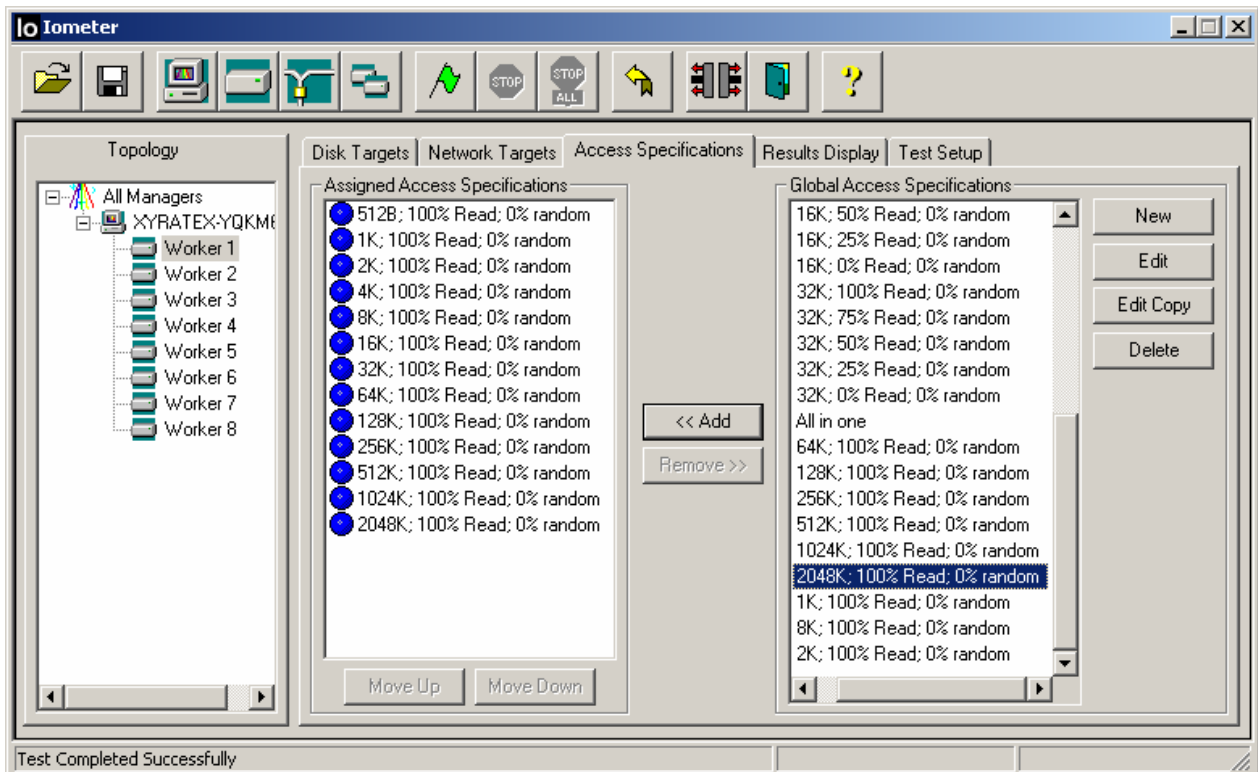 Iometer
STOP
STOP
ALL
Topology
All Managers
XYRATEX-YQKM6
Worker 1
Worker 2
Worker 3
Worker 4
Worker 5
Worker 6
Worker 7
Worker 8
Disk Targets
Network Targets
Access Specifications
Results Display
Test Setup
Assigned Access Specifications
512B; 100% Read; 0% random
1K; 100% Read; 0% random
2K; 100% Read; 0% random
4K; 100% Read; 0% random
8K; 100% Read; 0% random
16K; 100% Read; 0% random
32K; 100% Read; 0% random
64K; 100% Read; 0% random
128K; 100% Read; 0% random
256K; 100% Read; 0% random
512K; 100% Read; 0% random
1024K; 100% Read; 0% random
2048K; 100% Read; 0% random
Move Up
Move Down
<< Add
Remove >>
Global Access Specifications
16K; 50% Read; 0% random
16K; 25% Read; 0% random
16K; 0% Read; 0% random
32K; 100% Read; 0% random
32K; 75% Read; 0% random
32K; 50% Read; 0% random
32K; 25% Read; 0% random
32K; 0% Read; 0% random
All in one
64K; 100% Read; 0% random
128K; 100% Read; 0% random
256K; 100% Read; 0% random
512K; 100% Read; 0% random
1024K; 100% Read; 0% random
2048K; 100% Read; 0% random
1K; 100% Read; 0% random
8K; 100% Read; 0% random
2K; 100% Read; 0% random
New
Edit
Edit Copy
Delete
Test Completed Successfully